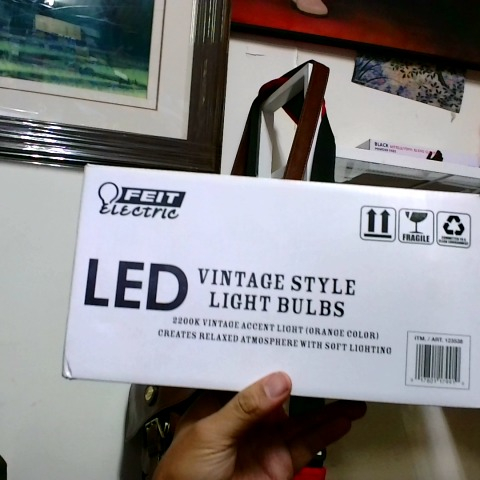 FEIT
Electric
FRAGILE
LED VINTAGE STYLE
LIGHT BULBS
2200K VINTAGE ACCENT LIGHT (ORANGE COLOR)
CREATES RELAXED ATMOSPHERE WITH SOFT LIGHTING
ITM. / ART.
BLACK